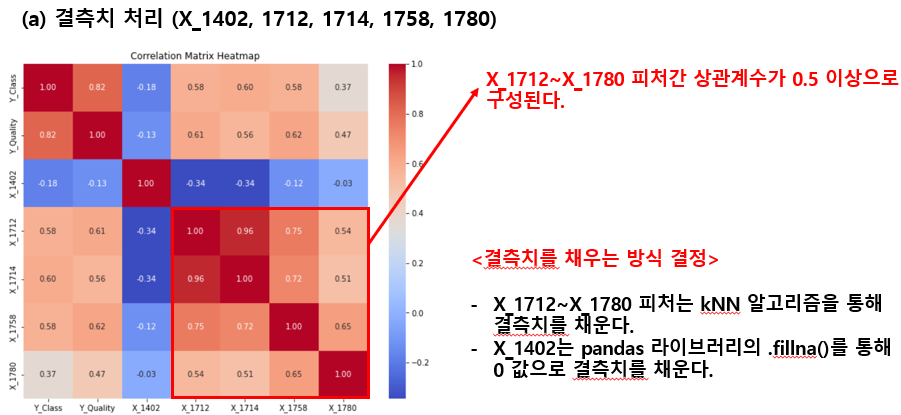 (a) 결측치 처리 (X_1402, 1712, 1714, 1758, 1780)
Correlation Matrix Heatmap
Y_Class 1.00 0.82 -0.18 0.58 0.60 0.58 0.37
Y_Quality 0.82 1.00 -0.13 0.61 0.56 0.62 0.47
X_1402 -0.18 -0.13 1.00 -0.34 -0.34 -0.12 -0.03
X_1712 0.58 0.61 -0.34 1.00 0.96 0.75 0.54
X_1714 0.60 0.56 -0.34 0.96 1.00 0.72 0.51
X_1758 0.58 0.62 -0.12 0.75 0.72 1.00 0.65
X_1780 0.37 0.47 -0.03 0.54 0.51 0.65 1.00
Y_Class Y_Quality X_1402 X_1712 X_1714 X_1758 X_1780
1.0
0.8
0.6
0.4
0.2
0.0
−0.2
X_1712~X_1780 피처간 상관계수가 0.5 이상으로
구성된다.
<결측치를 채우는 방식 결정>
- X_1712~X_1780 피처는 kNN 알고리즘을 통해
결측치를 채운다.
- X_1402는 pandas 라이브러리의 .fillna()를 통해
0 값으로 결측치를 채운다.